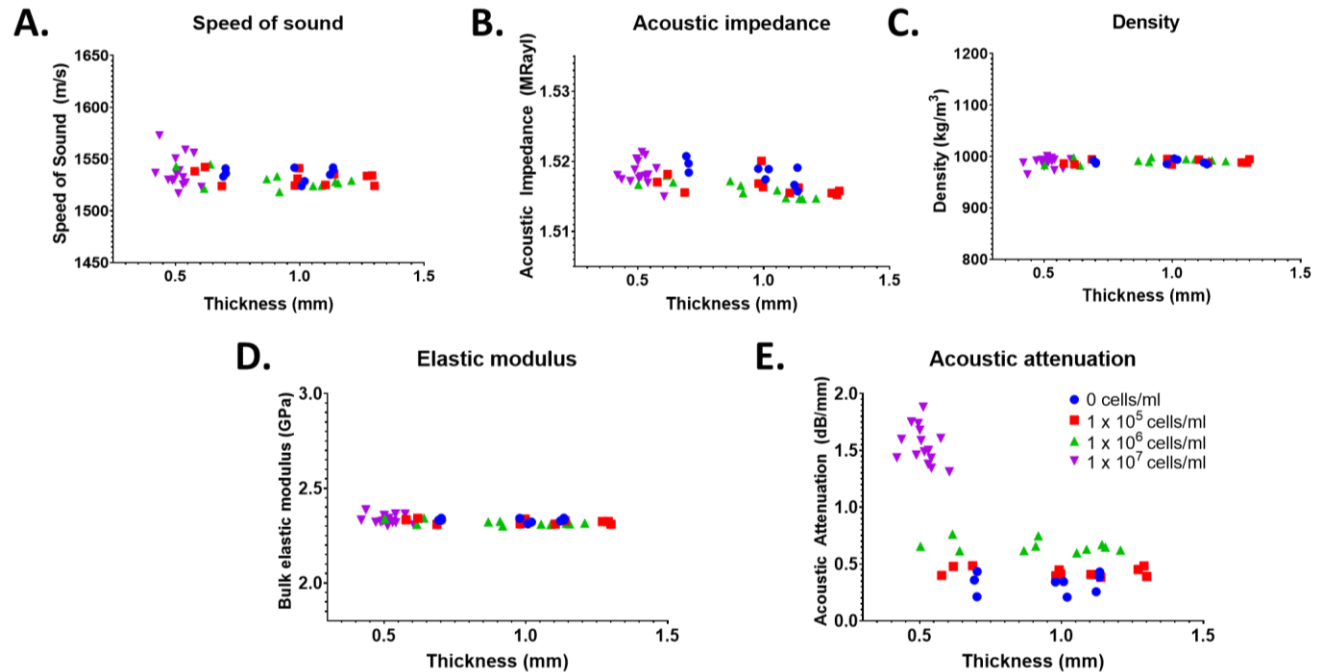 A.
Speed of sound
Speed of Sound (m/s)
1650
1600
1550
1500
1450
0.5
1.0
1.5
Thickness (mm)
B.
Acoustic impedance
Acoustic Impedance (MRayl)
1.53
1.52
1.51
0.5
1.0
1.5
Thickness (mm)
C.
Density
Density (kg/m³)
1200
1100
1000
900
800
0.5
1.0
1.5
Thickness (mm)
D.
Elastic modulus
Bulk elastic modulus (GPa)
3.0
2.5
2.0
0.5
1.0
1.5
Thickness (mm)
E.
Acoustic attenuation
Acoustic Attenuation (dB/mm)
2.0
1.5
1.0
0.5
0.0
0.5
1.0
1.5
Thickness (mm)
0 cells/ml
1 x 10⁵ cells/ml
1 x 10⁶ cells/ml
1 x 10⁷ cells/ml